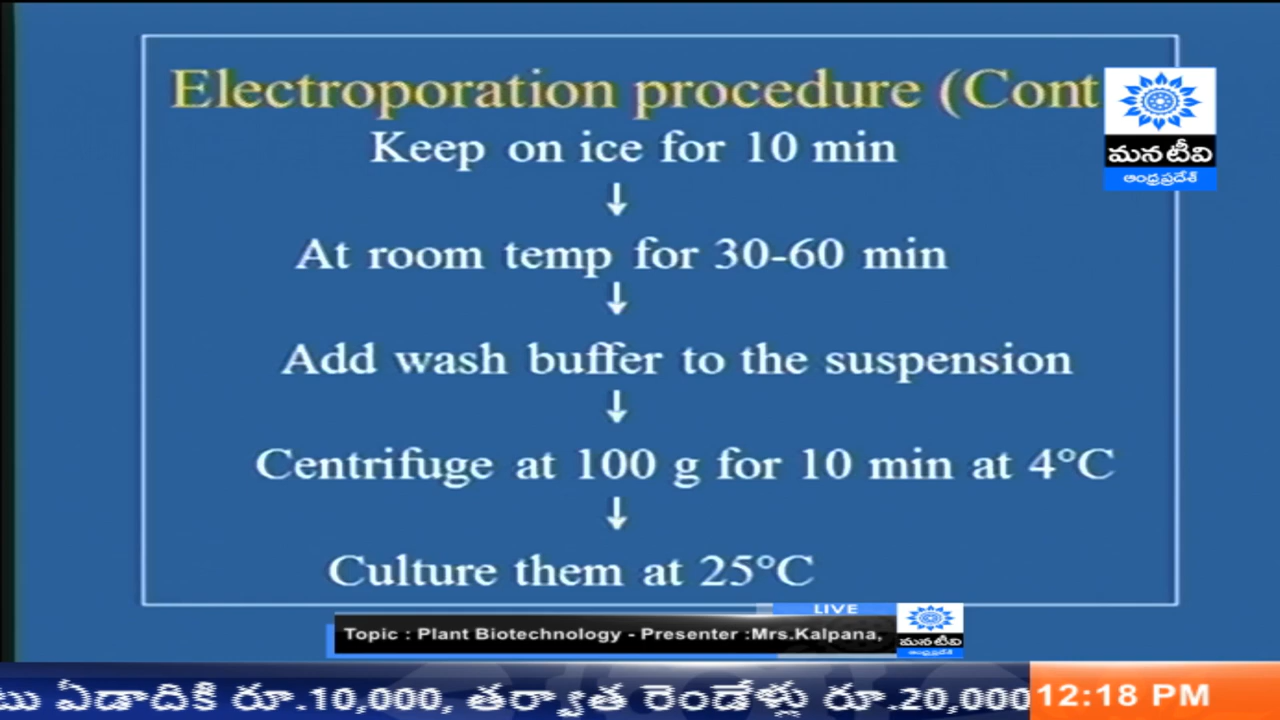 Electroporation procedure (Cont
Keep on ice for 10 min
↓
At room temp for 30-60 min
↓
Add wash buffer to the suspension
↓
Centrifuge at 100 g for 10 min at 4°C
↓
Culture them at 25°C
మన టీవి
ఆంధ్రప్రదేశ్
LIVE
Topic : Plant Biotechnology - Presenter :Mrs.Kalpana,
మన టీవి
ఆంధ్రప్రదేశ్
టు ఏడాదికి రూ.10,000, తర్వాత రెండేళ్లు రూ.20,000
12:18 PM